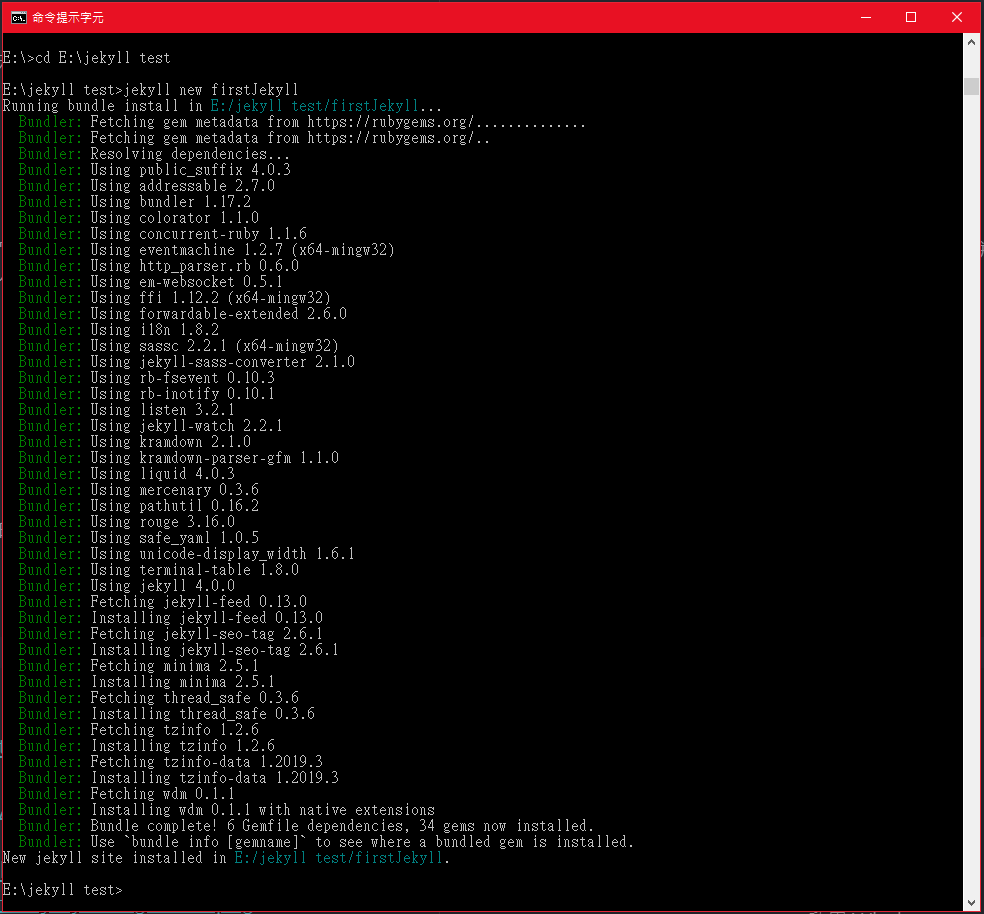 命令提示字元
E:\>cd E:\jekyll test
E:\jekyll test>jekyll new firstJekyll
Running bundle install in E:/jekyll test/firstJekyll...
Bundler: Fetching gem metadata from https://rubygems.org/..............
Bundler: Fetching gem metadata from https://rubygems.org/..
Bundler: Resolving dependencies...
Bundler: Using public_suffix 4.0.3
Bundler: Using addressable 2.7.0
Bundler: Using bundler 1.17.2
Bundler: Using colorator 1.1.0
Bundler: Using concurrent-ruby 1.1.6
Bundler: Using eventmachine 1.2.7 (x64-mingw32)
Bundler: Using http_parser.rb 0.6.0
Bundler: Using em-websocket 0.5.1
Bundler: Using ffi 1.12.2 (x64-mingw32)
Bundler: Using forwardable-extended 2.6.0
Bundler: Using i18n 1.8.2
Bundler: Using sassc 2.2.1 (x64-mingw32)
Bundler: Using jekyll-sass-converter 2.1.0
Bundler: Using rb-fsevent 0.10.3
Bundler: Using rb-inotify 0.10.1
Bundler: Using listen 3.2.1
Bundler: Using jekyll-watch 2.2.1
Bundler: Using kramdown 2.1.0
Bundler: Using kramdown-parser-gfm 1.1.0
Bundler: Using liquid 4.0.3
Bundler: Using mercenary 0.3.6
Bundler: Using pathutil 0.16.2
Bundler: Using rouge 3.16.0
Bundler: Using safe_yaml 1.0.5
Bundler: Using unicode-display_width 1.6.1
Bundler: Using terminal-table 1.8.0
Bundler: Using jekyll 4.0.0
Bundler: Fetching jekyll-feed 0.13.0
Bundler: Installing jekyll-feed 0.13.0
Bundler: Fetching jekyll-seo-tag 2.6.1
Bundler: Installing jekyll-seo-tag 2.6.1
Bundler: Fetching minima 2.5.1
Bundler: Installing minima 2.5.1
Bundler: Fetching thread_safe 0.3.6
Bundler: Installing thread_safe 0.3.6
Bundler: Fetching tzinfo 1.2.6
Bundler: Installing tzinfo 1.2.6
Bundler: Fetching tzinfo-data 1.2019.3
Bundler: Installing tzinfo-data 1.2019.3
Bundler: Fetching wdm 0.1.1
Bundler: Installing wdm 0.1.1 with native extensions
Bundler: Bundle complete! 6 Gemfile dependencies, 34 gems now installed.
Bundler: Use `bundle info [gemname]` to see where a bundled gem is installed.
New jekyll site installed in E:/jekyll test/firstJekyll.
E:\jekyll test>